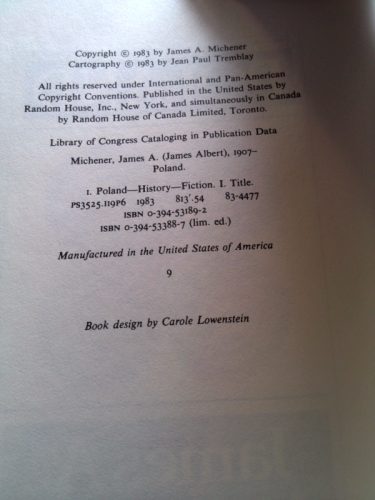 Copyright © 1983 by James A. Michener
Cartography © 1983 by Jean Paul Tremblay
All rights reserved under International and Pan-American
Copyright Conventions. Published in the United States by
Random House, Inc., New York, and simultaneously in Canada
by Random House of Canada Limited, Toronto.
Library of Congress Cataloging in Publication Data
Michener, James A. (James Albert), 1907–
Poland.
1. Poland—History—Fiction. I. Title.
PS3525.I19P6 1983 813'.54 83-4477
ISBN 0-394-53189-2
ISBN 0-394-53388-7 (lim. ed.)
Manufactured in the United States of America
9
Book design by Carole Lowenstein